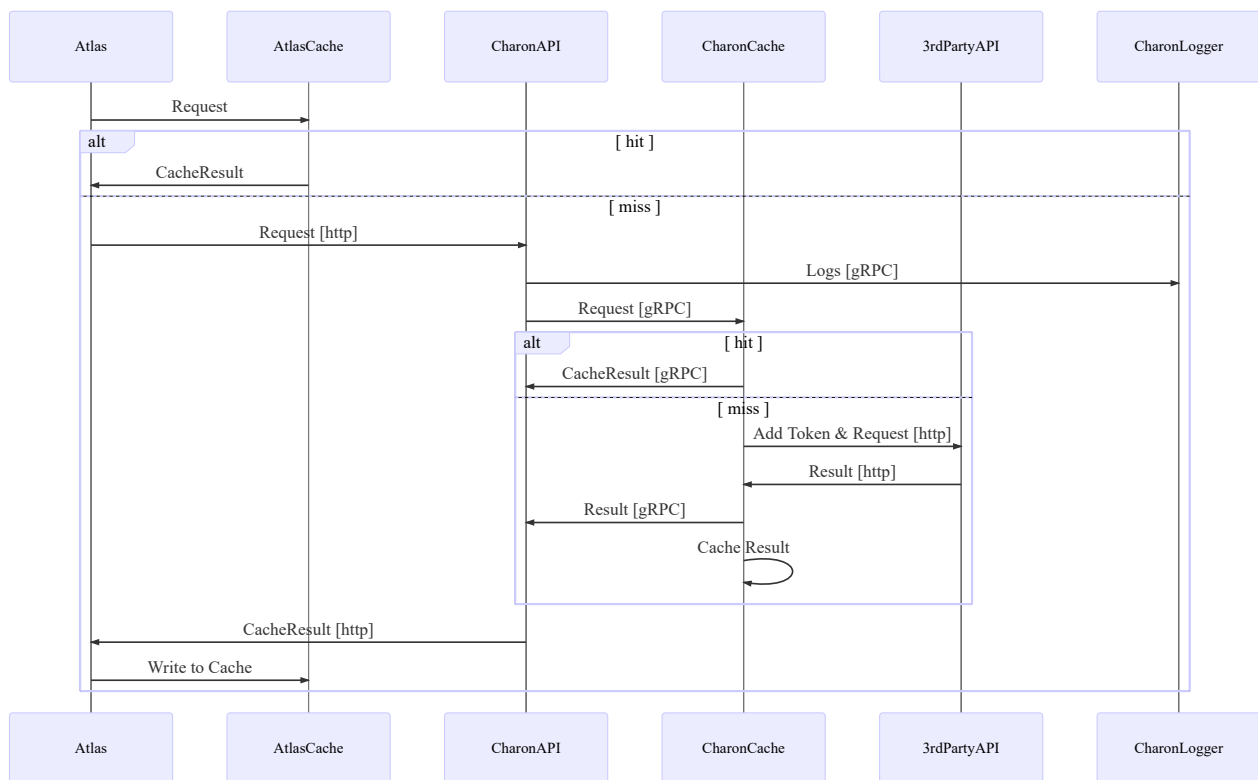 Atlas
AtlasCache
CharonAPI
CharonCache
3rdPartyAPI
CharonLogger
Request
alt
[ hit ]
CacheResult
[ miss ]
Request [http]
Logs [gRPC]
Request [gRPC]
alt
[ hit ]
CacheResult [gRPC]
[ miss ]
Add Token & Request [http]
Result [http]
Result [gRPC]
Cache Result
CacheResult [http]
Write to Cache
Atlas
AtlasCache
CharonAPI
CharonCache
3rdPartyAPI
CharonLogger